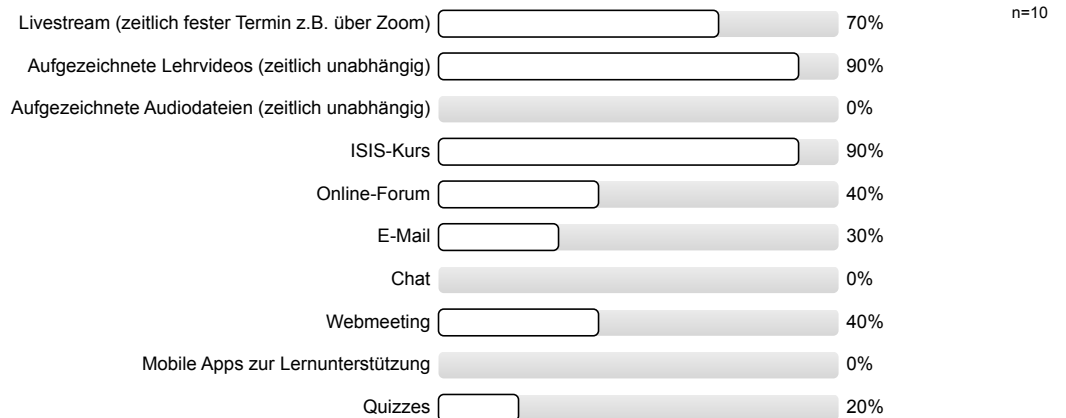 Livestream (zeitlich fester Termin z.B. über Zoom) 70% n=10
Aufgezeichnete Lehrvideos (zeitlich unabhängig) 90%
Aufgezeichnete Audiodateien (zeitlich unabhängig) 0%
ISIS-Kurs 90%
Online-Forum 40%
E-Mail 30%
Chat 0%
Webmeeting 40%
Mobile Apps zur Lernunterstützung 0%
Quizzes 20%